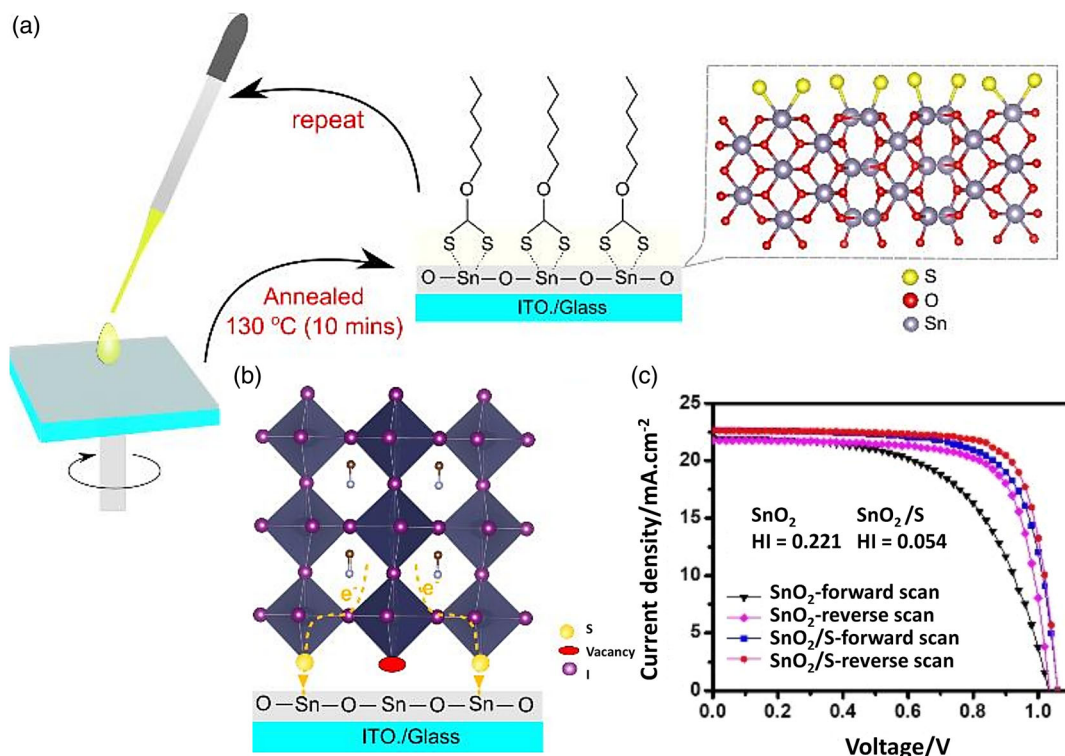 (a)
repeat
Annealed
130 °C (10 mins)
O O O
S S S S S S
O—Sn—O—Sn—O—Sn—O
ITO./Glass
S
O
Sn
(b)
e⁻ e⁻
S
Vacancy
I
O—Sn—O—Sn—O—Sn—O
ITO./Glass
(c)
Current density/mA.cm⁻²
25
20
15
10
5
0
SnO₂ SnO₂/S
HI = 0.221 HI = 0.054
SnO₂-forward scan
SnO₂-reverse scan
SnO₂/S-forward scan
SnO₂/S-reverse scan
0.0 0.2 0.4 0.6 0.8 1.0
Voltage/V